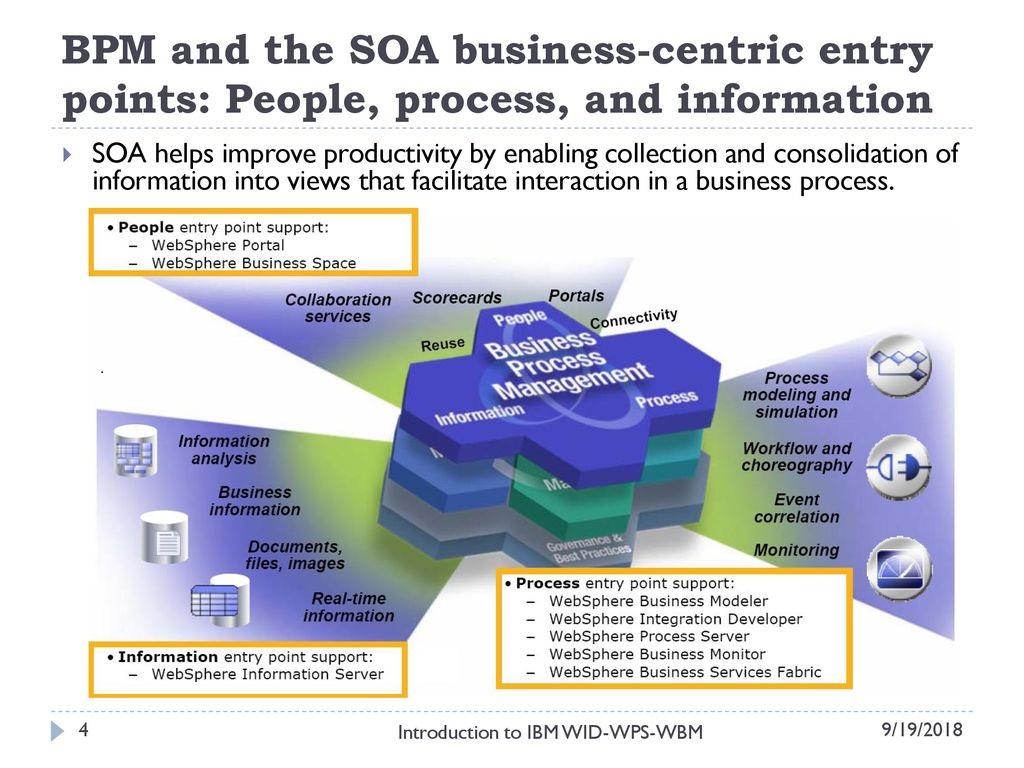 BPM and the SOA business-centric entry
points: People, process, and information
SOA helps improve productivity by enabling collection and consolidation of
information into views that facilitate interaction in a business process.
• People entry point support:
– WebSphere Portal
– WebSphere Business Space
Collaboration
services
Scorecards
Portals
Reuse
People
Connectivity
Business
Process
Management
Information
Process
Ma
Governance &
Best Practices
.
Information
analysis
Business
information
Documents,
files, images
Real-time
information
Process
modeling and
simulation
Workflow and
choreography
Event
correlation
Monitoring
• Information entry point support:
– WebSphere Information Server
• Process entry point support:
– WebSphere Business Modeler
– WebSphere Integration Developer
– WebSphere Process Server
– WebSphere Business Monitor
– WebSphere Business Services Fabric
4
Introduction to IBM WID-WPS-WBM
9/19/2018